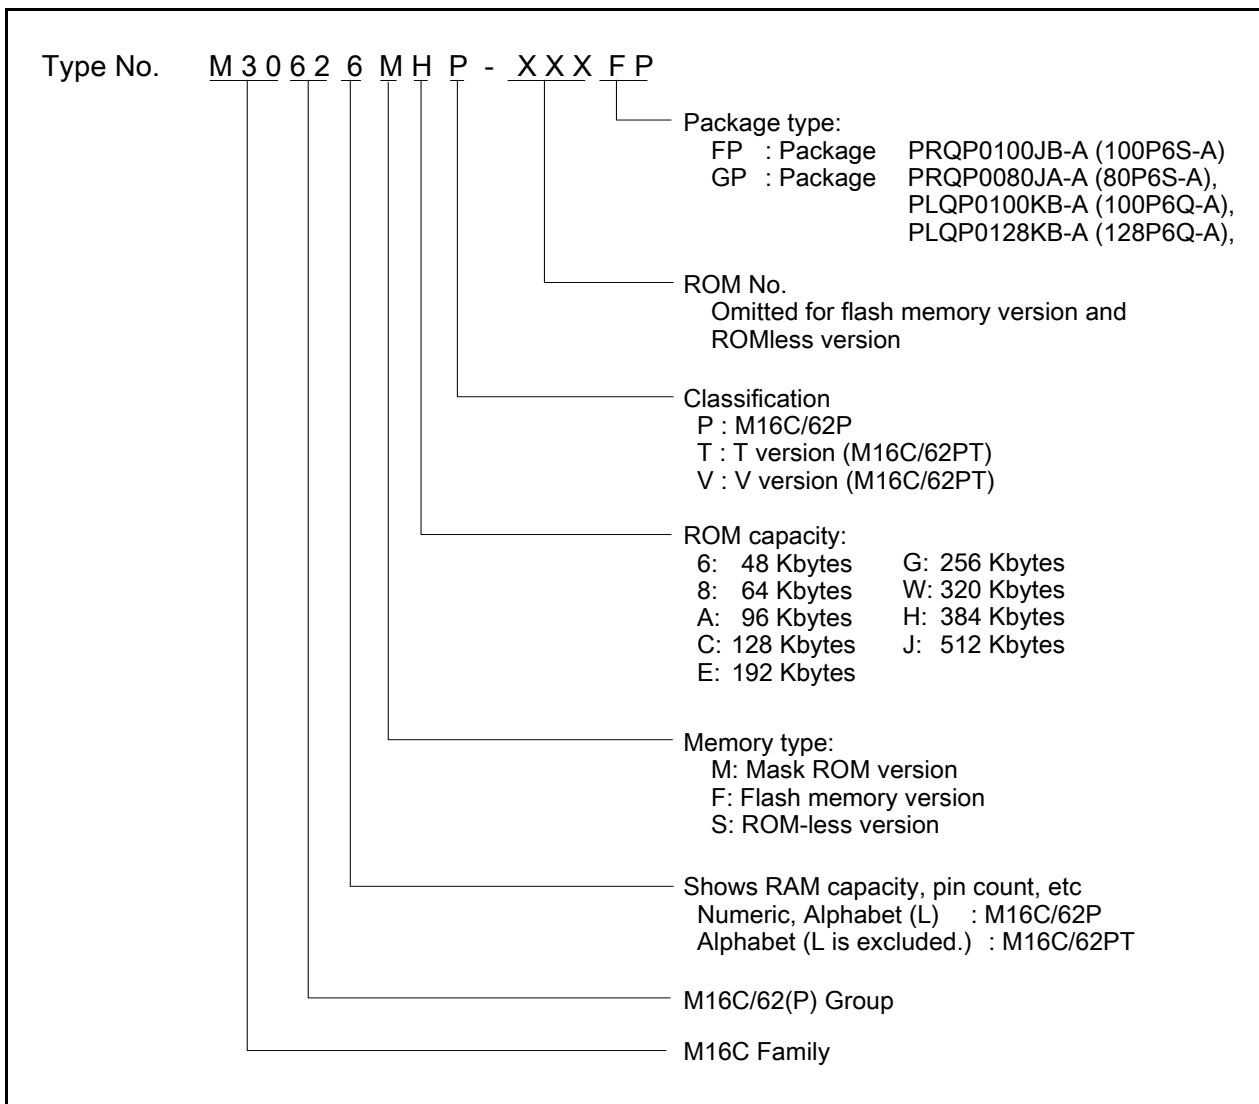 Type No. M 3 0 6 2 6 M H P - X X X F P
Package type:
FP : Package PRQP0100JB-A (100P6S-A)
GP : Package PRQP0080JA-A (80P6S-A),
PLQP0100KB-A (100P6Q-A),
PLQP0128KB-A (128P6Q-A),
ROM No.
Omitted for flash memory version and
ROMless version
Classification
P : M16C/62P
T : T version (M16C/62PT)
V : V version (M16C/62PT)
ROM capacity:
6: 48 Kbytes G: 256 Kbytes
8: 64 Kbytes W: 320 Kbytes
A: 96 Kbytes H: 384 Kbytes
C: 128 Kbytes J: 512 Kbytes
E: 192 Kbytes
Memory type:
M: Mask ROM version
F: Flash memory version
S: ROM-less version
Shows RAM capacity, pin count, etc
Numeric, Alphabet (L) : M16C/62P
Alphabet (L is excluded.) : M16C/62PT
M16C/62(P) Group
M16C Family